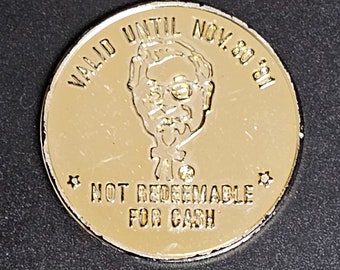 VALID UNTIL NOV. 30 '81
NOT REDEEMABLE
FOR CASH